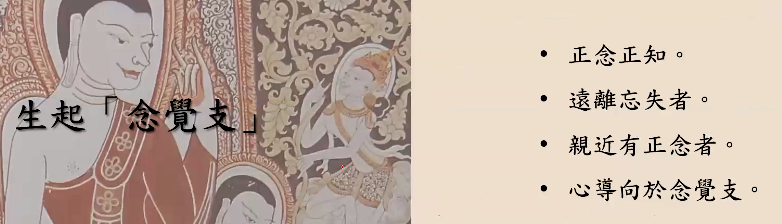 生起「念覺支」
• 正念正知。
• 遠離忘失者。
• 親近有正念者。
• 心導向於念覺支。